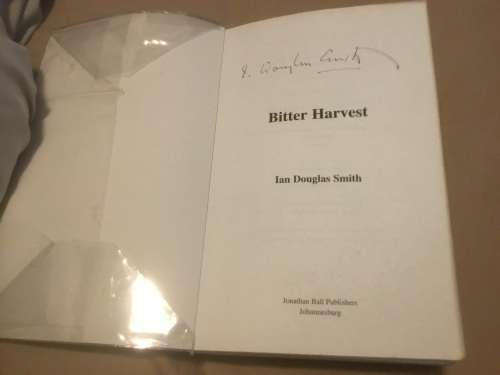 I. Douglas Smith
Bitter Harvest
Ian Douglas Smith
Jonathan Ball Publishers
Johannesburg